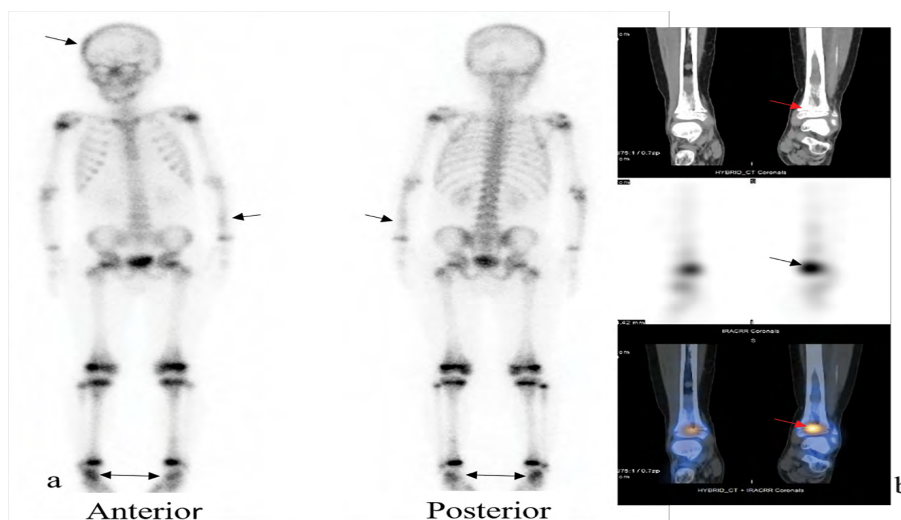 a
Anterior
Posterior
HYBRID_CT Coronals
IRACRR Coronals
HYBRID_CT + IRACRR Coronals
b